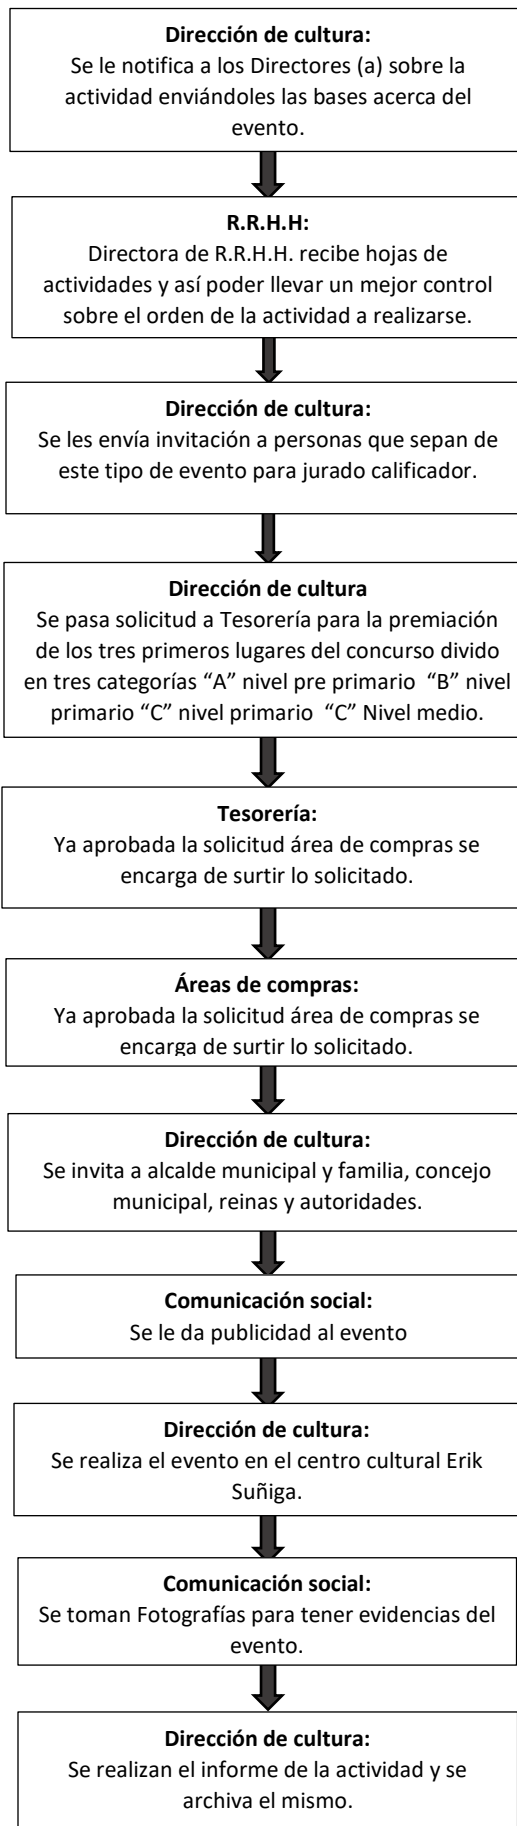 Dirección de cultura:
Se le notifica a los Directores (a) sobre la
actividad enviándoles las bases acerca del
evento.
R.R.H.H:
Directora de R.R.H.H. recibe hojas de
actividades y así poder llevar un mejor control
sobre el orden de la actividad a realizarse.
Dirección de cultura:
Se les envía invitación a personas que sepan de
este tipo de evento para jurado calificador.
Dirección de cultura
Se pasa solicitud a Tesorería para la premiación
de los tres primeros lugares del concurso divido
en tres categorías “A” nivel pre primario “B” nivel
primario “C” nivel primario “C” Nivel medio.
Tesorería:
Ya aprobada la solicitud área de compras se
encarga de surtir lo solicitado.
Áreas de compras:
Ya aprobada la solicitud área de compras se
encarga de surtir lo solicitado.
Dirección de cultura:
Se invita a alcalde municipal y familia, concejo
municipal, reinas y autoridades.
Comunicación social:
Se le da publicidad al evento
Dirección de cultura:
Se realiza el evento en el centro cultural Erik
Suñiga.
Comunicación social:
Se toman Fotografías para tener evidencias del
evento.
Dirección de cultura:
Se realizan el informe de la actividad y se
archiva el mismo.